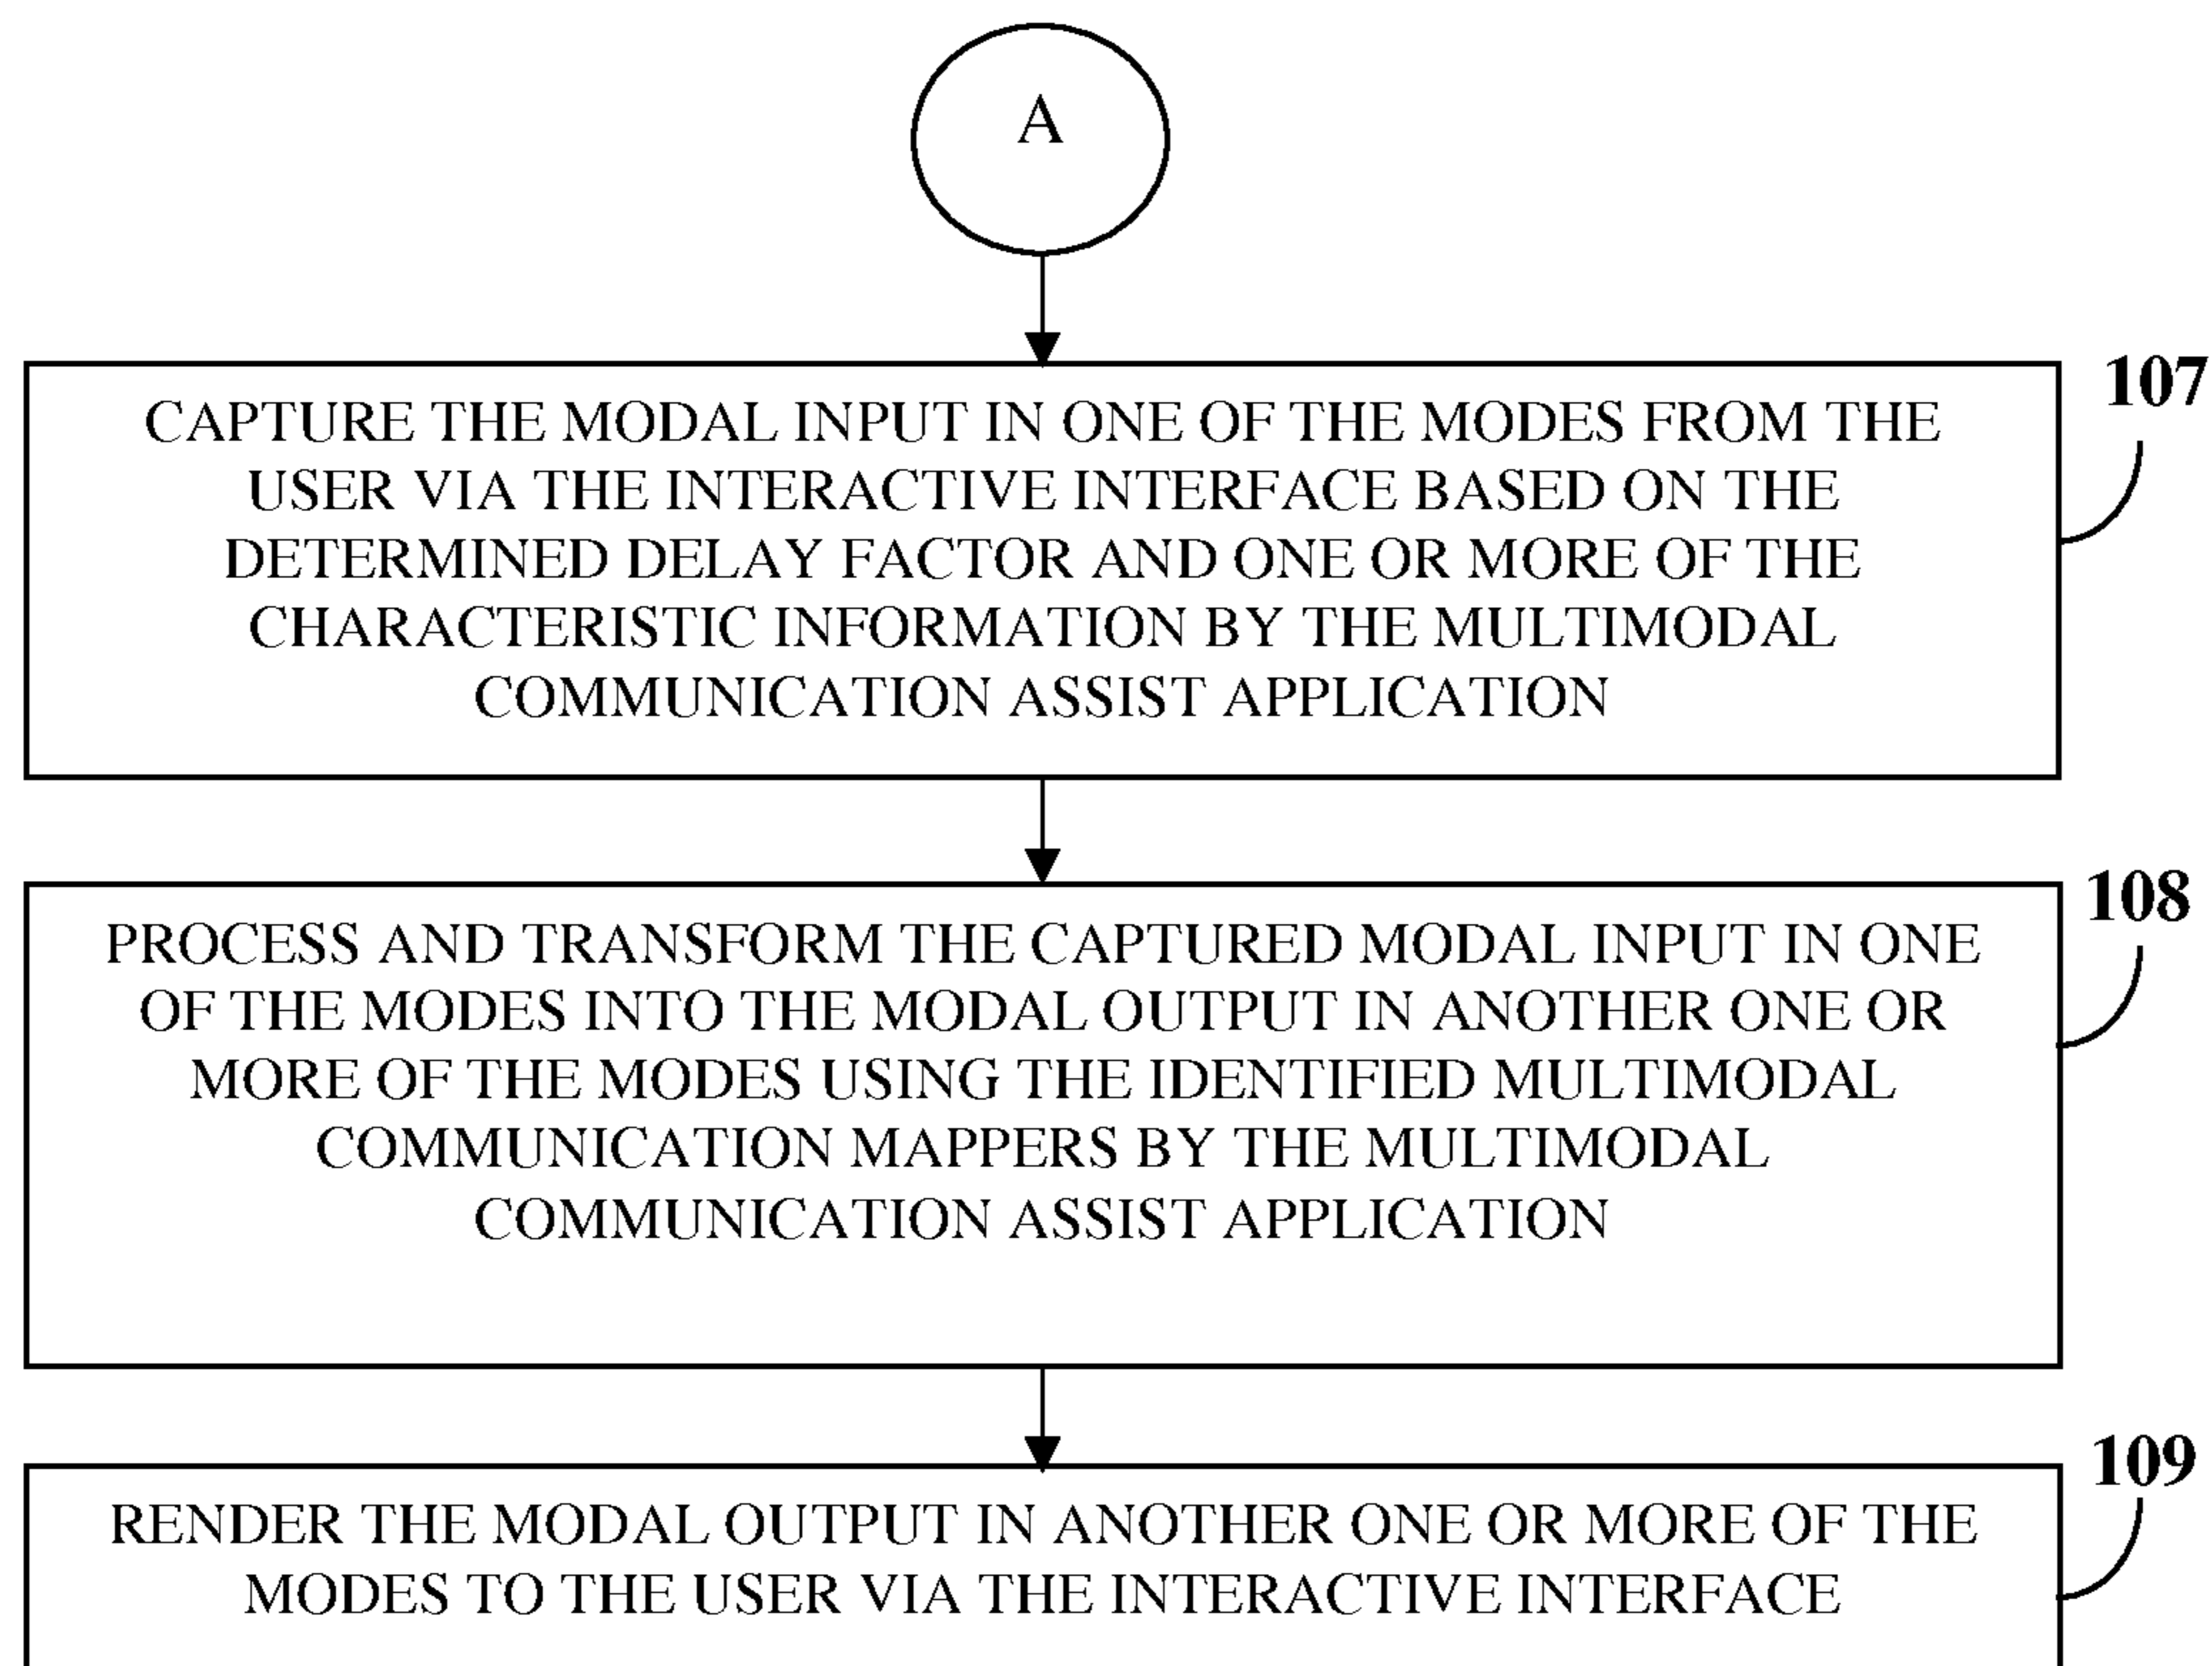 A
107
CAPTURE THE MODAL INPUT IN ONE OF THE MODES FROM THE
USER VIA THE INTERACTIVE INTERFACE BASED ON THE
DETERMINED DELAY FACTOR AND ONE OR MORE OF THE
CHARACTERISTIC INFORMATION BY THE MULTIMODAL
COMMUNICATION ASSIST APPLICATION
108
PROCESS AND TRANSFORM THE CAPTURED MODAL INPUT IN ONE
OF THE MODES INTO THE MODAL OUTPUT IN ANOTHER ONE OR
MORE OF THE MODES USING THE IDENTIFIED MULTIMODAL
COMMUNICATION MAPPERS BY THE MULTIMODAL
COMMUNICATION ASSIST APPLICATION
109
RENDER THE MODAL OUTPUT IN ANOTHER ONE OR MORE OF THE
MODES TO THE USER VIA THE INTERACTIVE INTERFACE